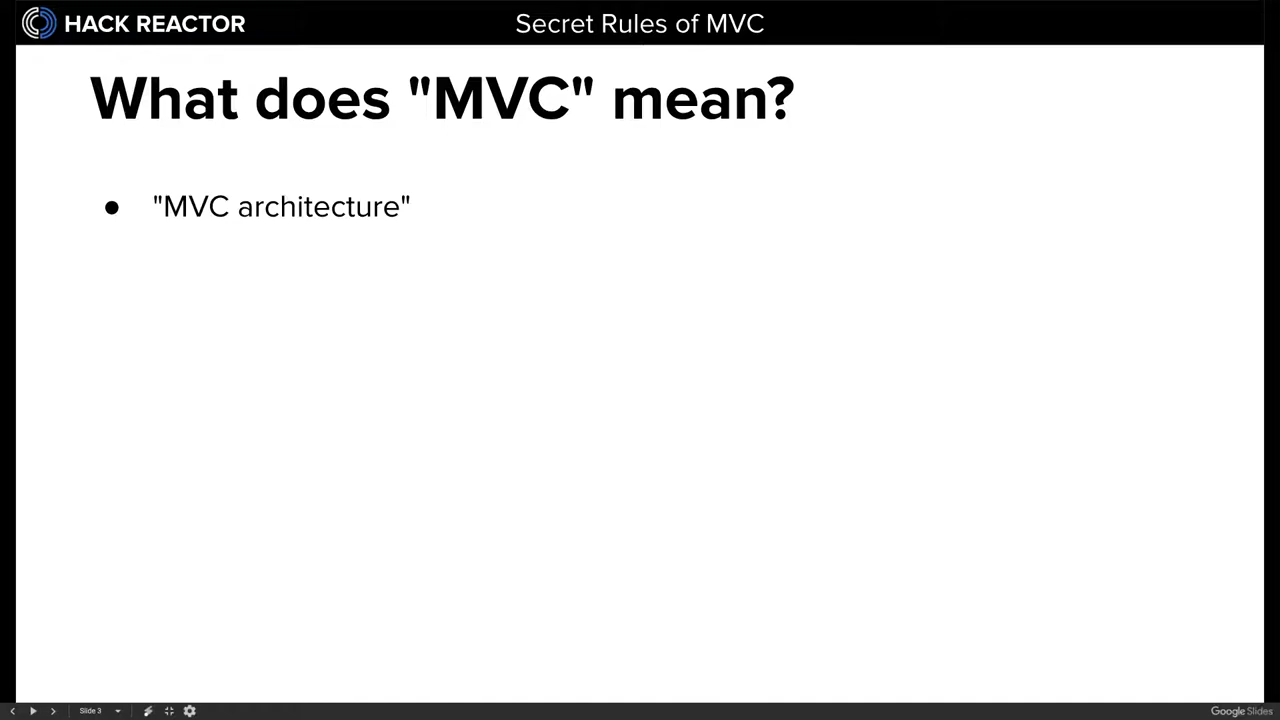 HACK REACTOR
Secret Rules of MVC
What does "MVC" mean?
● "MVC architecture"
Slide 3
Google Slides